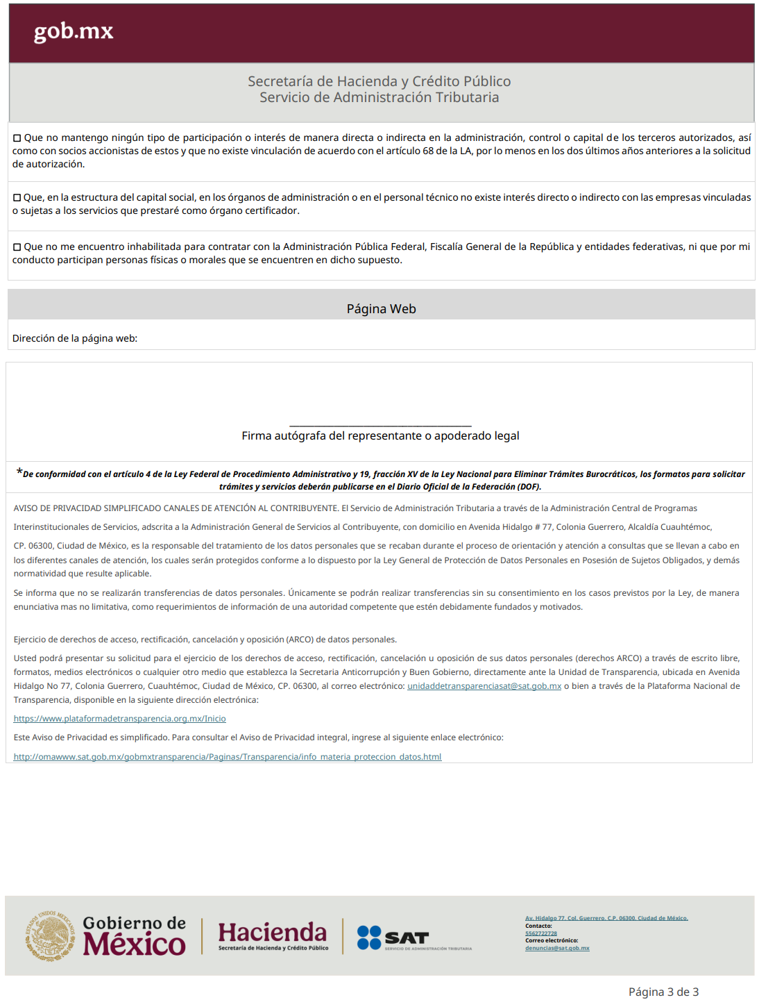 gob.mx
Secretaría de Hacienda y Crédito Público
Servicio de Administración Tributaria
☐ Que no mantengo ningún tipo de participación o interés de manera directa o indirecta en la administración, control o capital de los terceros autorizados, así
como con socios accionistas de estos y que no existe vinculación de acuerdo con el artículo 68 de la LA, por lo menos en los dos últimos años anteriores a la solicitud
de autorización.
☐ Que, en la estructura del capital social, en los órganos de administración o en el personal técnico no existe interés directo o indirecto con las empresas vinculadas
o sujetas a los servicios que prestaré como órgano certificador.
☐ Que no me encuentro inhabilitada para contratar con la Administración Pública Federal, Fiscalía General de la República y entidades federativas, ni que por mi
conducto participan personas físicas o morales que se encuentren en dicho supuesto.
Página Web
Dirección de la página web:
Firma autógrafa del representante o apoderado legal
*De conformidad con el artículo 4 de la Ley Federal de Procedimiento Administrativo y 19, fracción XV de la Ley Nacional para Eliminar Trámites Burocráticos, los formatos para solicitar
trámites y servicios deberán publicarse en el Diario Oficial de la Federación (DOF).
AVISO DE PRIVACIDAD SIMPLIFICADO CANALES DE ATENCIÓN AL CONTRIBUYENTE. El Servicio de Administración Tributaria a través de la Administración Central de Programas
Interinstitucionales de Servicios, adscrita a la Administración General de Servicios al Contribuyente, con domicilio en Avenida Hidalgo # 77, Colonia Guerrero, Alcaldía Cuauhtémoc,
CP. 06300, Ciudad de México, es la responsable del tratamiento de los datos personales que se recaban durante el proceso de orientación y atención a consultas que se llevan a cabo en
los diferentes canales de atención, los cuales serán protegidos conforme a lo dispuesto por la Ley General de Protección de Datos Personales en Posesión de Sujetos Obligados, y demás
normatividad que resulte aplicable.
Se informa que no se realizarán transferencias de datos personales. Únicamente se podrán realizar transferencias sin su consentimiento en los casos previstos por la Ley, de manera
enunciativa mas no limitativa, como requerimientos de información de una autoridad competente que estén debidamente fundados y motivados.
Ejercicio de derechos de acceso, rectificación, cancelación y oposición (ARCO) de datos personales.
Usted podrá presentar su solicitud para el ejercicio de los derechos de acceso, rectificación, cancelación u oposición de sus datos personales (derechos ARCO) a través de escrito libre,
formatos, medios electrónicos o cualquier otro medio que establezca la Secretaria Anticorrupción y Buen Gobierno, directamente ante la Unidad de Transparencia, ubicada en Avenida
Hidalgo No 77, Colonia Guerrero, Cuauhtémoc, Ciudad de México, CP. 06300, al correo electrónico: unidaddetransparenciasat@sat.gob.mx o bien a través de la Plataforma Nacional de
Transparencia, disponible en la siguiente dirección electrónica:
https://www.plataformadetransparencia.org.mx/Inicio
Este Aviso de Privacidad es simplificado. Para consultar el Aviso de Privacidad integral, ingrese al siguiente enlace electrónico:
http://omawww.sat.gob.mx/gobmxtransparencia/Paginas/Transparencia/info_materia_proteccion_datos.html
ESTADOS UNIDOS MEXICANOS
Gobierno de
México
Hacienda
Secretaría de Hacienda y Crédito Público
SAT
SERVICIO DE ADMINISTRACIÓN TRIBUTARIA
Av. Hidalgo 77, Col. Guerrero, C.P. 06300, Ciudad de México.
Contacto:
5562722728
Correo electrónico:
denuncias@sat.gob.mx
Página 3 de 3